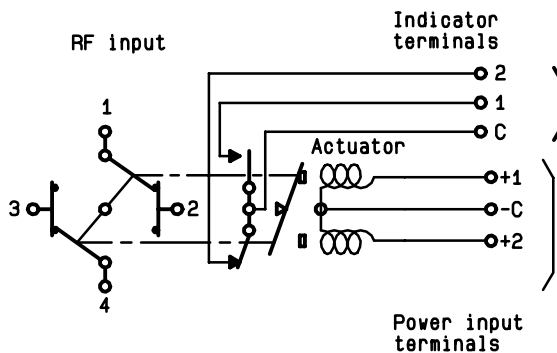 Indicator
terminals
RF input
2
1
1
C
Actuator
+1
3
2
-C
+2
4
Power input
terminals